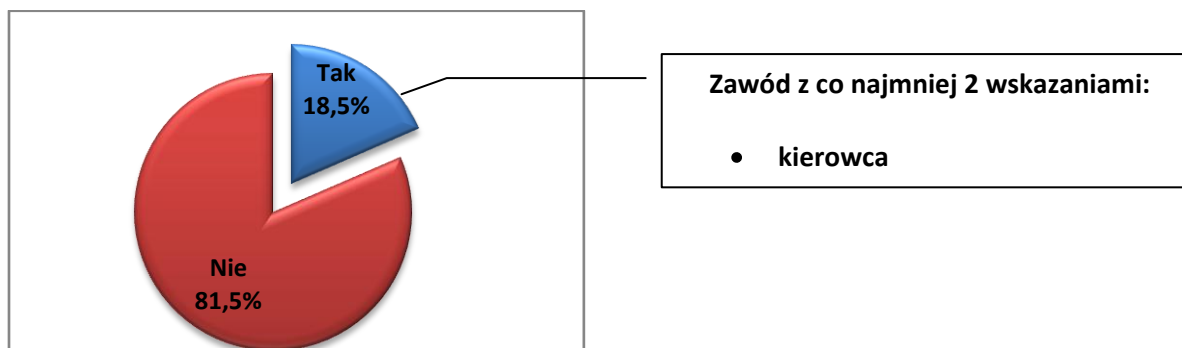 Tak
18,5%
Nie
81,5%
Zawód z co najmniej 2 wskazaniami:
• kierowca